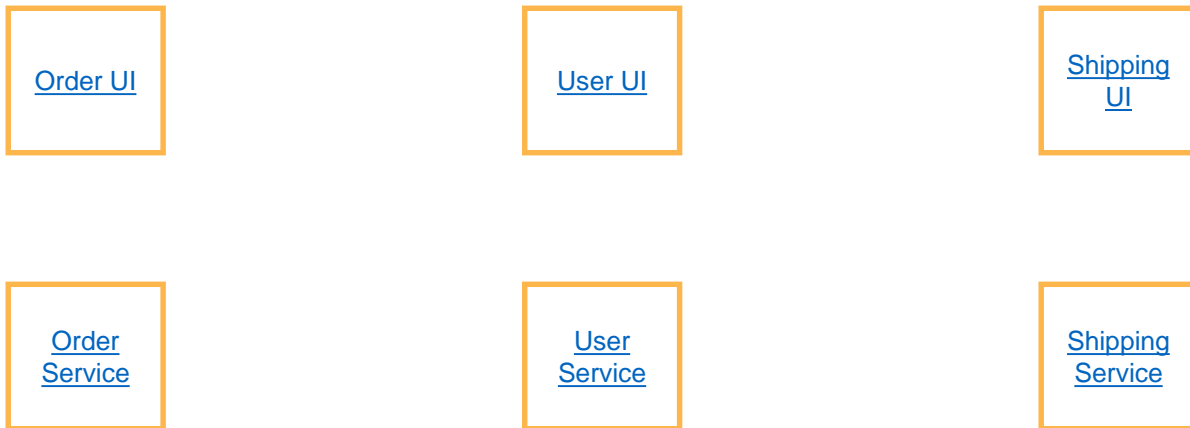 Order UI
User UI
Shipping
UI
Order
Service
User
Service
Shipping
Service